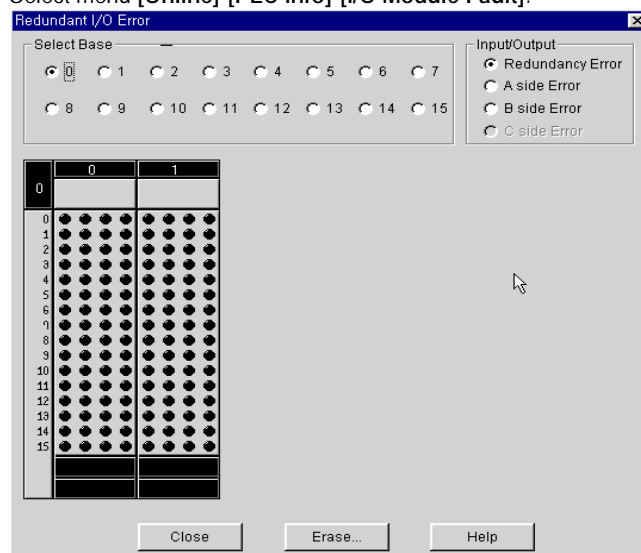 Select menu [Online]-[PLC Info]-[I/O Module Fault].
Redundant I/O Error
Select Base
Input/Output
0 1 2 3 4 5 6 7
Redundancy Error
A side Error
8 9 10 11 12 13 14 15
B side Error
C side Error
0 1
0
0
1
2
3
4
5
6
7
8
9
10
11
12
13
14
15
Close Erase... Help